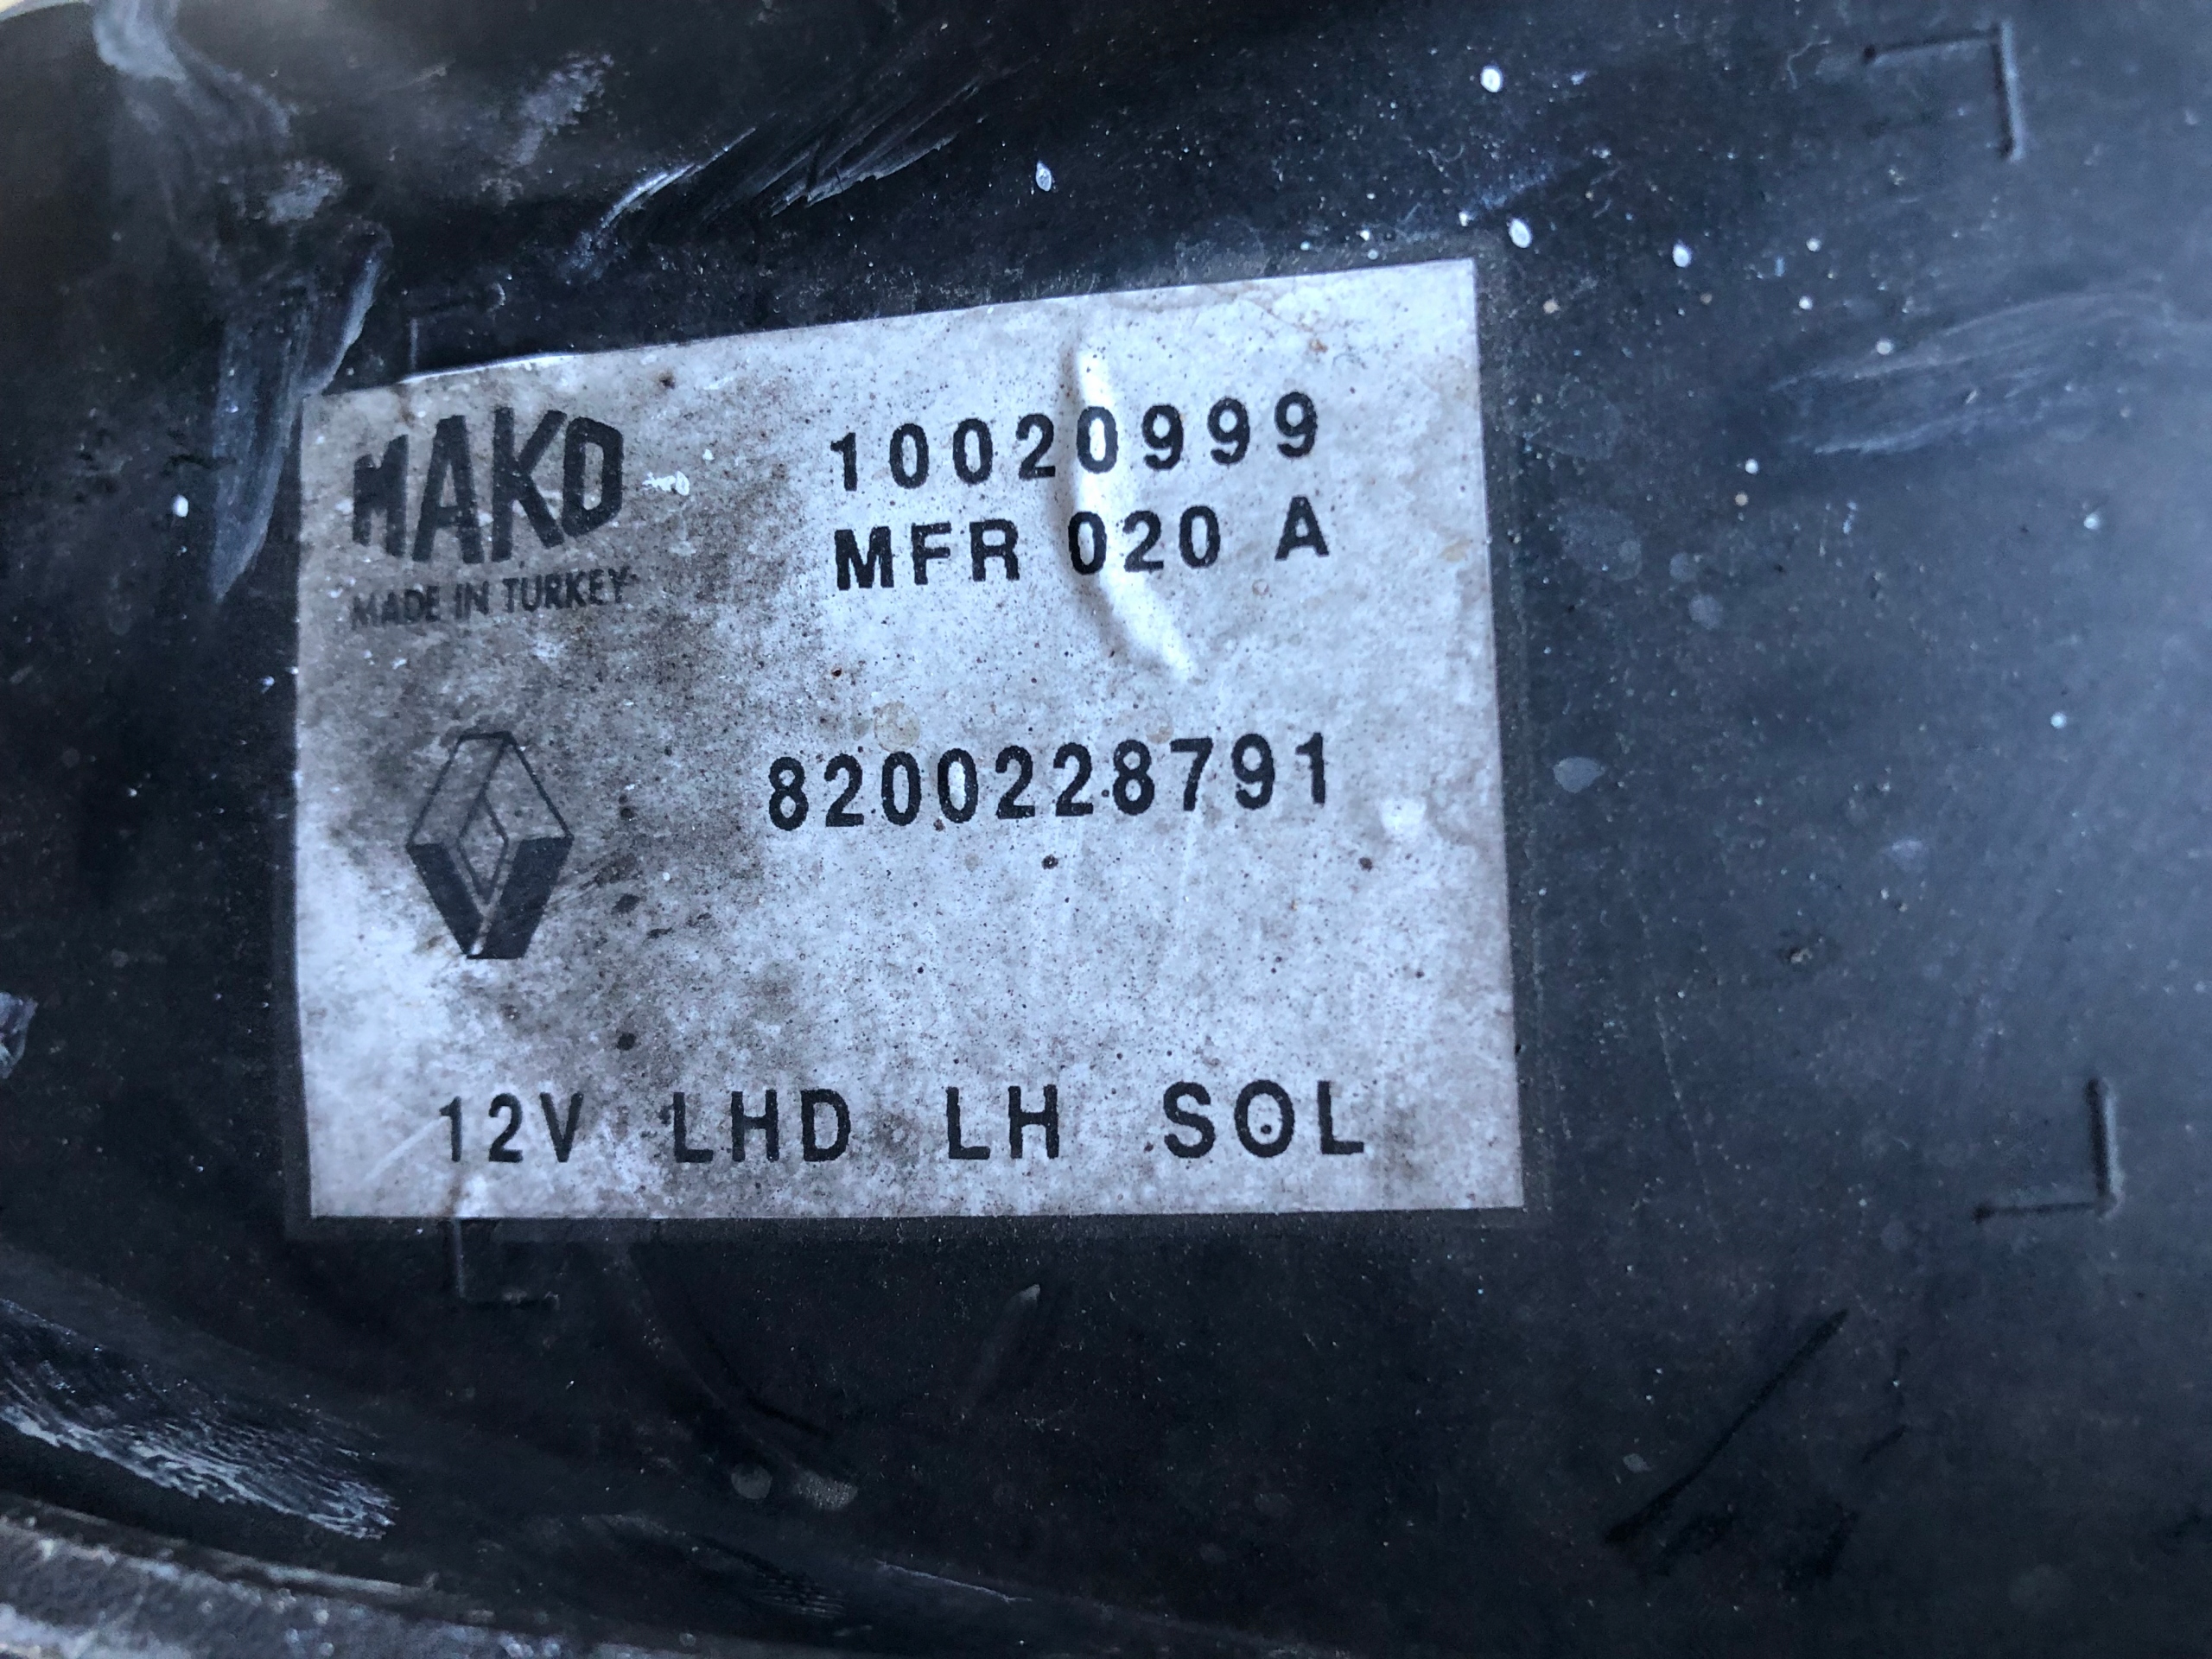 MAKO
MADE IN TURKEY
10020999
MFR 020 A
8200228791
12V LHD LH SOL